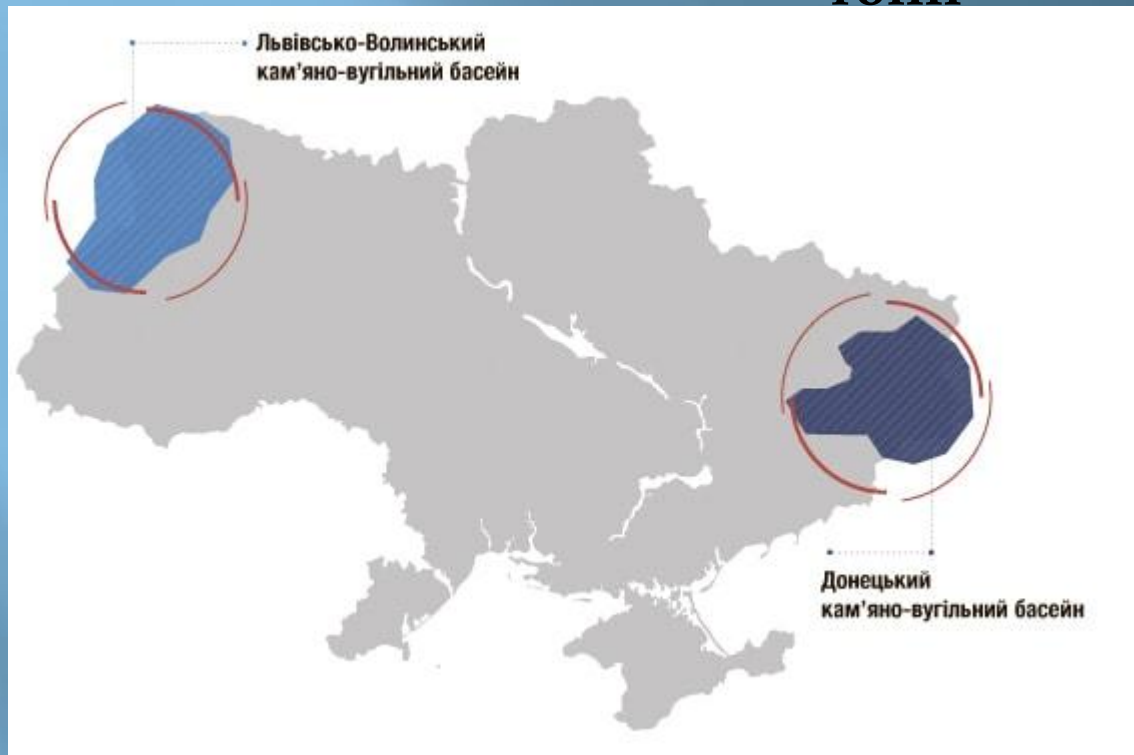 Львівсько-Волинський
кам’яно-вугільний басейн
Донецький
кам’яно-вугільний басейн